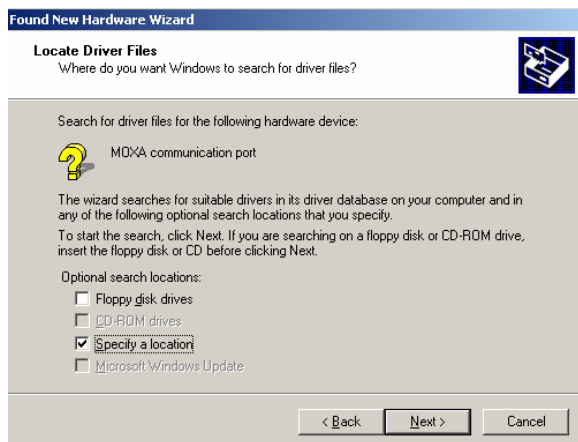 Found New Hardware Wizard
Locate Driver Files
Where do you want Windows to search for driver files?
Search for driver files for the following hardware device:
MOXA communication port
The wizard searches for suitable drivers in its driver database on your computer and in
any of the following optional search locations that you specify.
To start the search, click Next. If you are searching on a floppy disk or CD-ROM drive,
insert the floppy disk or CD before clicking Next.
Optional search locations:
Floppy disk drives
CD-ROM drives
Specify a location
Microsoft Windows Update
< Back Next > Cancel